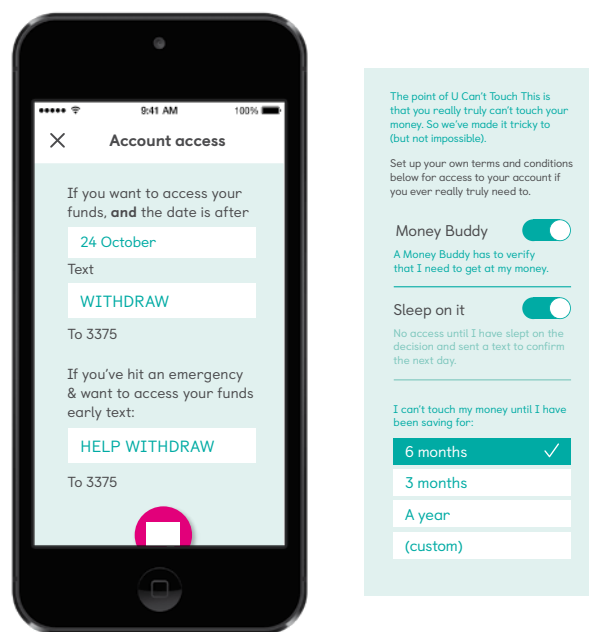 9:41 AM
100%
Account access
If you want to access your
funds, and the date is after
24 October
Text
WITHDRAW
To 3375
If you've hit an emergency
& want to access your funds
early text:
HELP WITHDRAW
To 3375
The point of U Can't Touch This is
that you really truly can't touch your
money. So we've made it tricky to
(but not impossible).
Set up your own terms and conditions
below for access to your account if
you ever really truly need to.
Money Buddy
A Money Buddy has to verify
that I need to get at my money.
Sleep on it
No access until I have slept on the
decision and sent a text to confirm
the next day.
I can't touch my money until I have
been saving for:
6 months
3 months
A year
(custom)